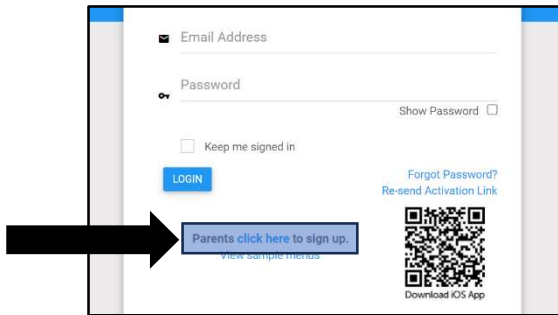 Email Address
Password
Show Password
Keep me signed in
LOGIN
Forgot Password?
Re-send Activation Link
Parents click here to sign up.
View sample menus
Download iOS App